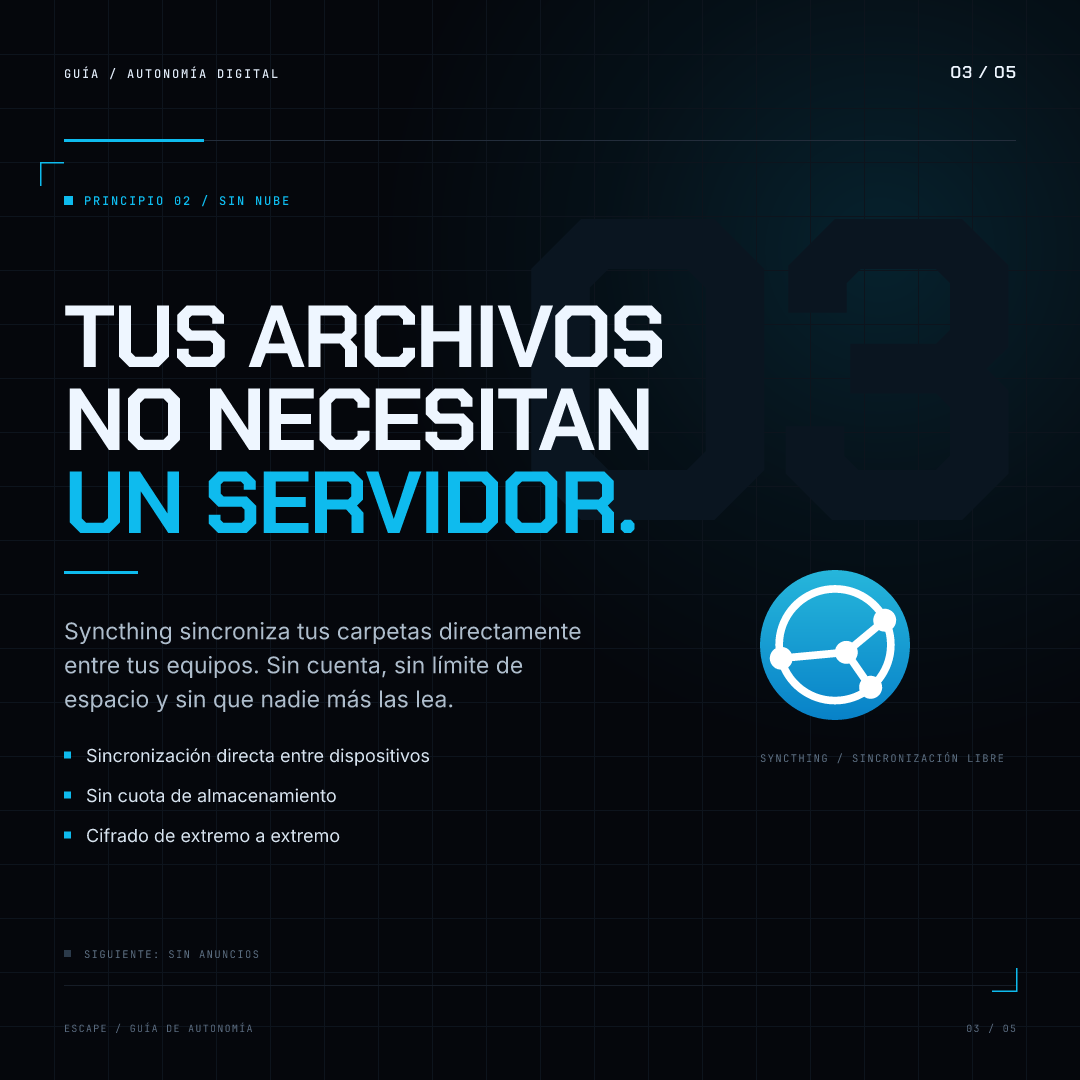 GUÍA / AUTONOMÍA DIGITAL
03 / 05
PRINCIPIO 02 / SIN NUBE
03
TUS ARCHIVOS
NO NECESITAN
UN SERVIDOR.
Syncthing sincroniza tus carpetas directamente
entre tus equipos. Sin cuenta, sin límite de
espacio y sin que nadie más las lea.
Sincronización directa entre dispositivos
Sin cuota de almacenamiento
Cifrado de extremo a extremo
SYNCTHING / SINCRONIZACIÓN LIBRE
SIGUIENTE: SIN ANUNCIOS
ESCAPE / GUÍA DE AUTONOMÍA
03 / 05